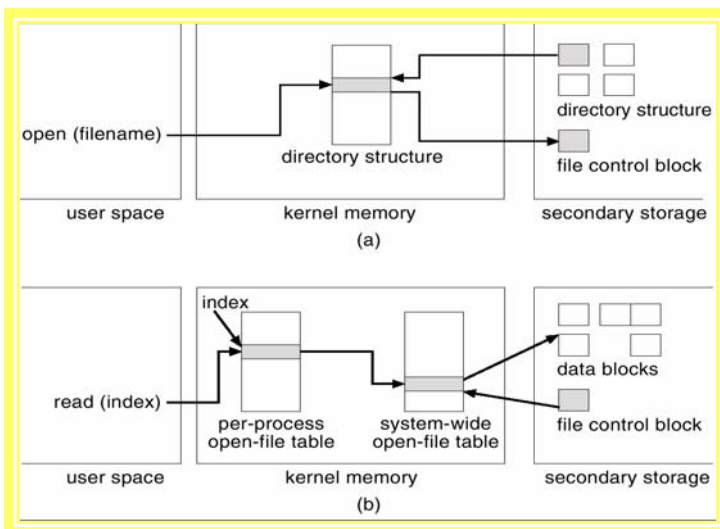 open (filename)
directory structure
directory structure
file control block
user space
kernel memory
secondary storage
(a)
index
read (index)
per-process
open-file table
system-wide
open-file table
data blocks
file control block
user space
kernel memory
secondary storage
(b)